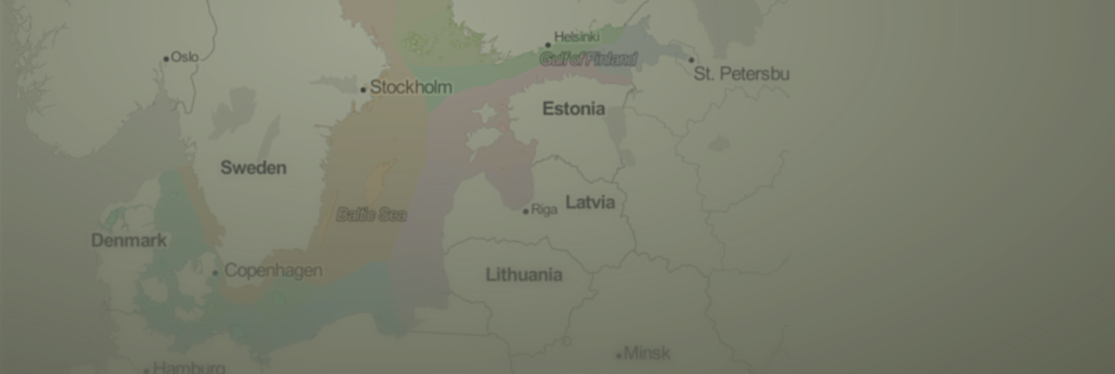 Helsinki
Oslo
Gulf of Finland
St. Petersbu
Stockholm
Estonia
Sweden
Latvia
Riga
Baltic Sea
Denmark
Copenhagen
Lithuania
Minsk
Hamburg